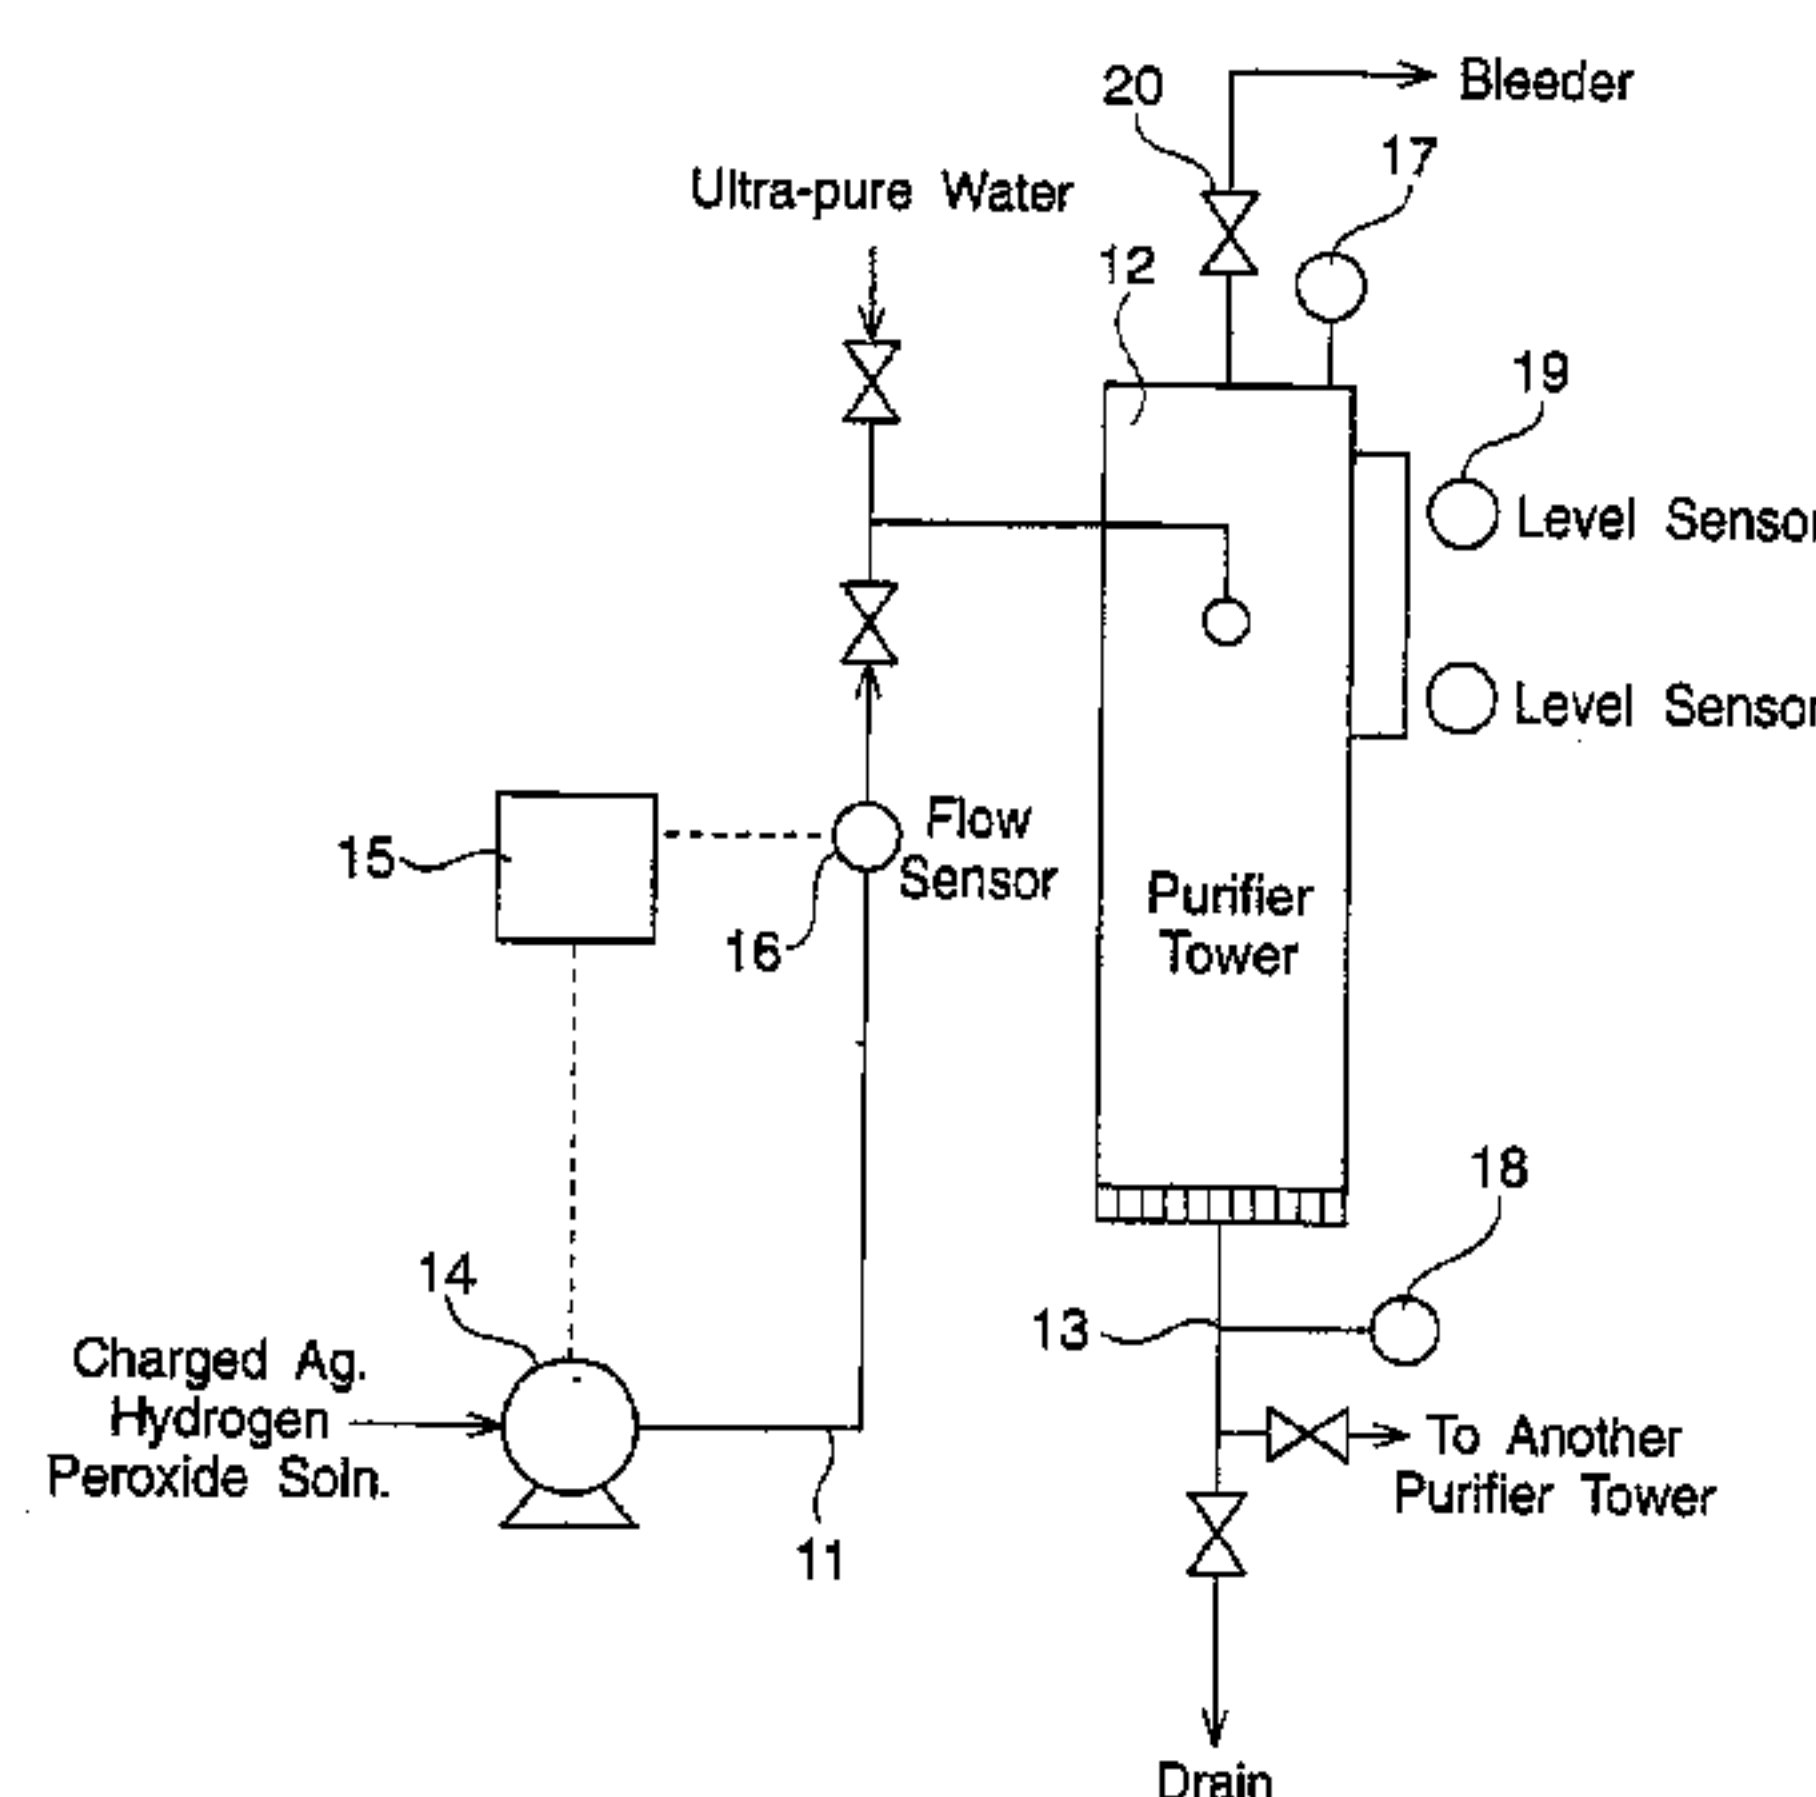 20
Bleeder
17
Ultra-pure Water
12
19
Level Sensor
Level Sensor
Flow
Sensor
15
16
Purifier
Tower
18
14
13
Charged Ag.
Hydrogen
Peroxide Soln.
To Another
Purifier Tower
11
Drain